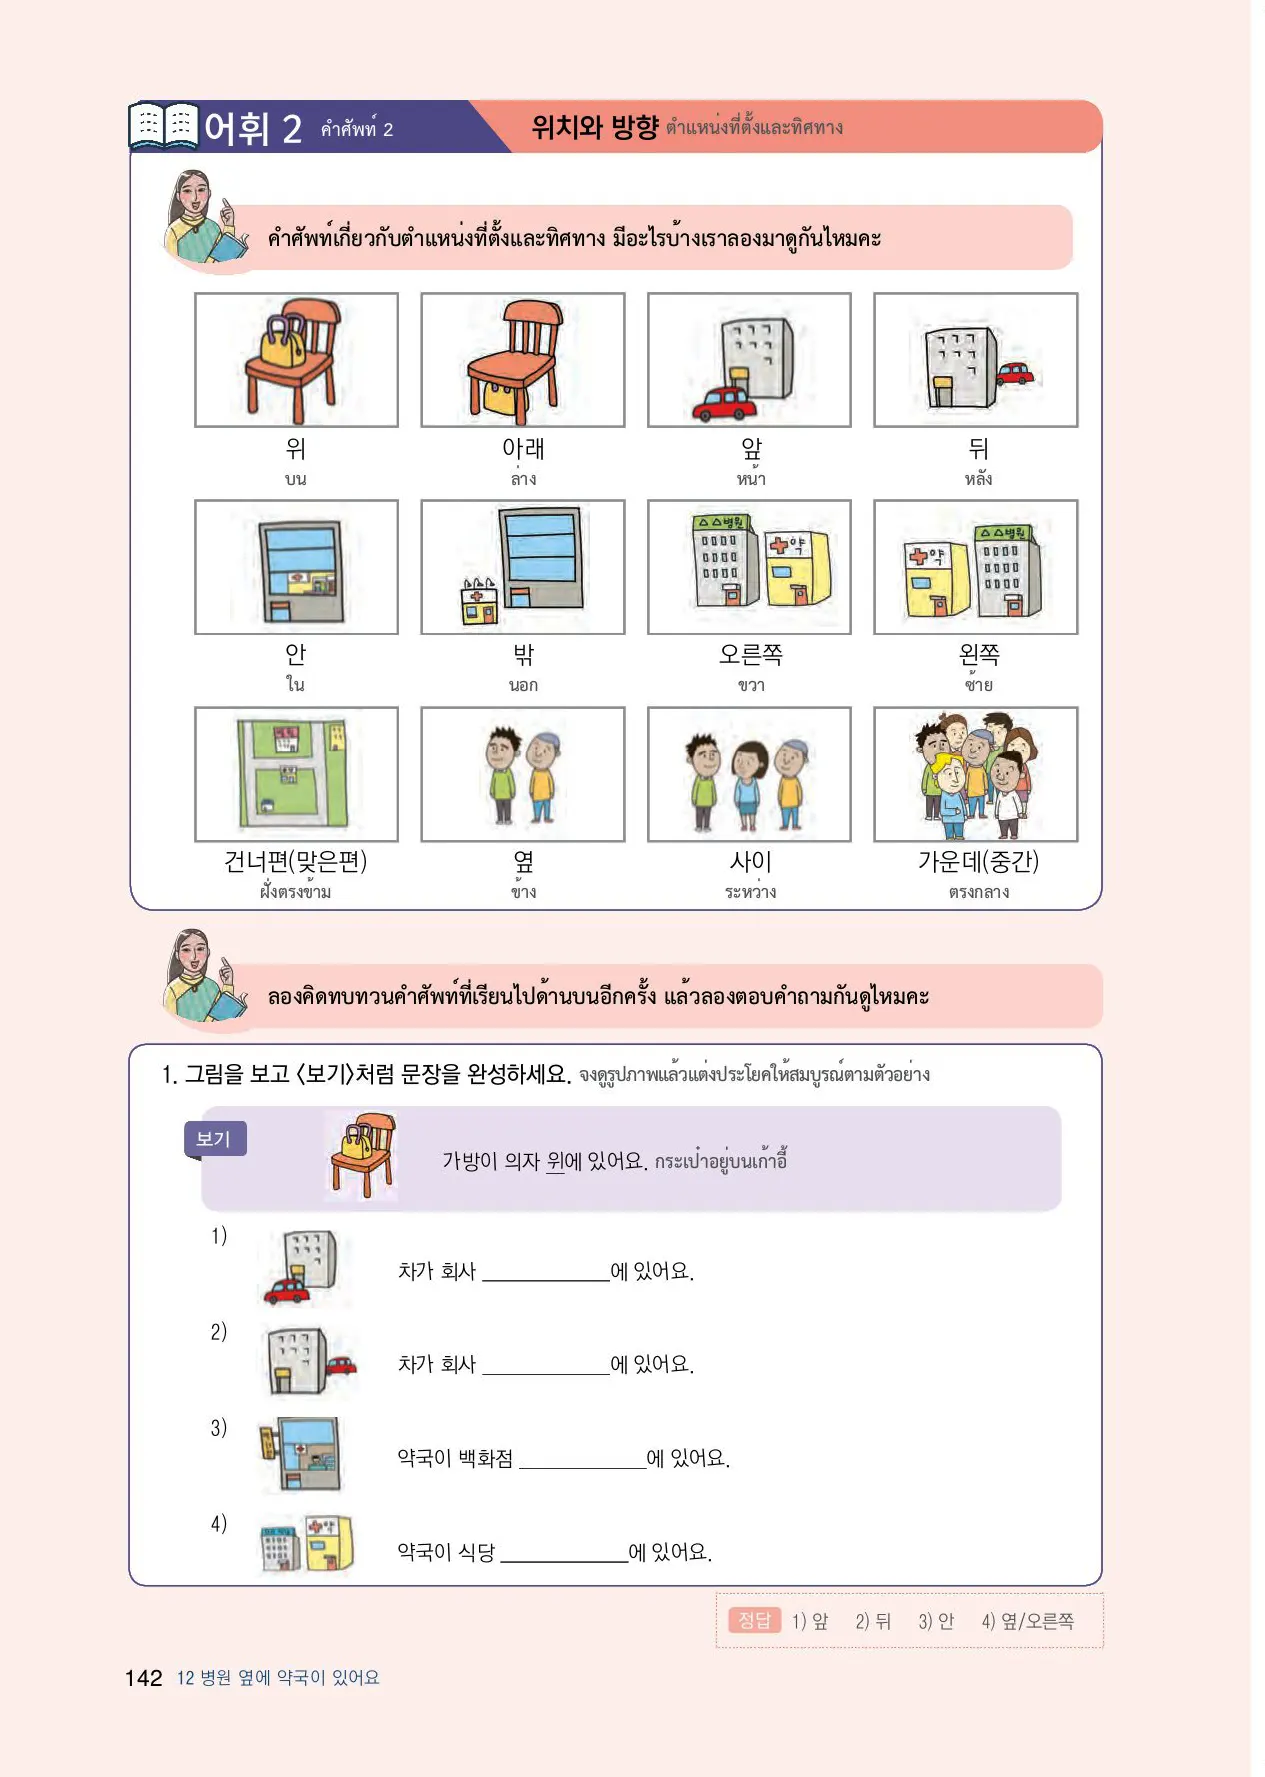 어휘 2 คำศัพท์ 2 위치와 방향 ตำแหน่งที่ตั้งและทิศทาง
คำศัพท์เกี่ยวกับตำแหน่งที่ตั้งและทิศทาง มีอะไรบ้างเราลองมาดูกันไหมคะ
위 아래 앞 뒤
บน ล่าง หน้า หลัง
△△병원 약 약 △△병원
안 밖 오른쪽 왼쪽
ใน นอก ขวา ซ้าย
건너편(맞은편) 옆 사이 가운데(중간)
ฝั่งตรงข้าม ข้าง ระหว่าง ตรงกลาง
ลองคิดทบทวนคำศัพท์ที่เรียนไปด้านบนอีกครั้ง แล้วลองตอบคำถามกันดูไหมคะ
1. 그림을 보고 <보기>처럼 문장을 완성하세요. จงดูรูปภาพแล้วแต่งประโยคให้สมบูรณ์ตามตัวอย่าง
보기
가방이 의자 위에 있어요. กระเป๋าอยู่บนเก้าอี้
1) 차가 회사 ____________에 있어요.
2) 차가 회사 ____________에 있어요.
3) 약국이 백화점 ____________에 있어요.
4) 약국이 식당 ____________에 있어요.
약
정답 1) 앞 2) 뒤 3) 안 4) 옆/오른쪽
142 12 병원 옆에 약국이 있어요